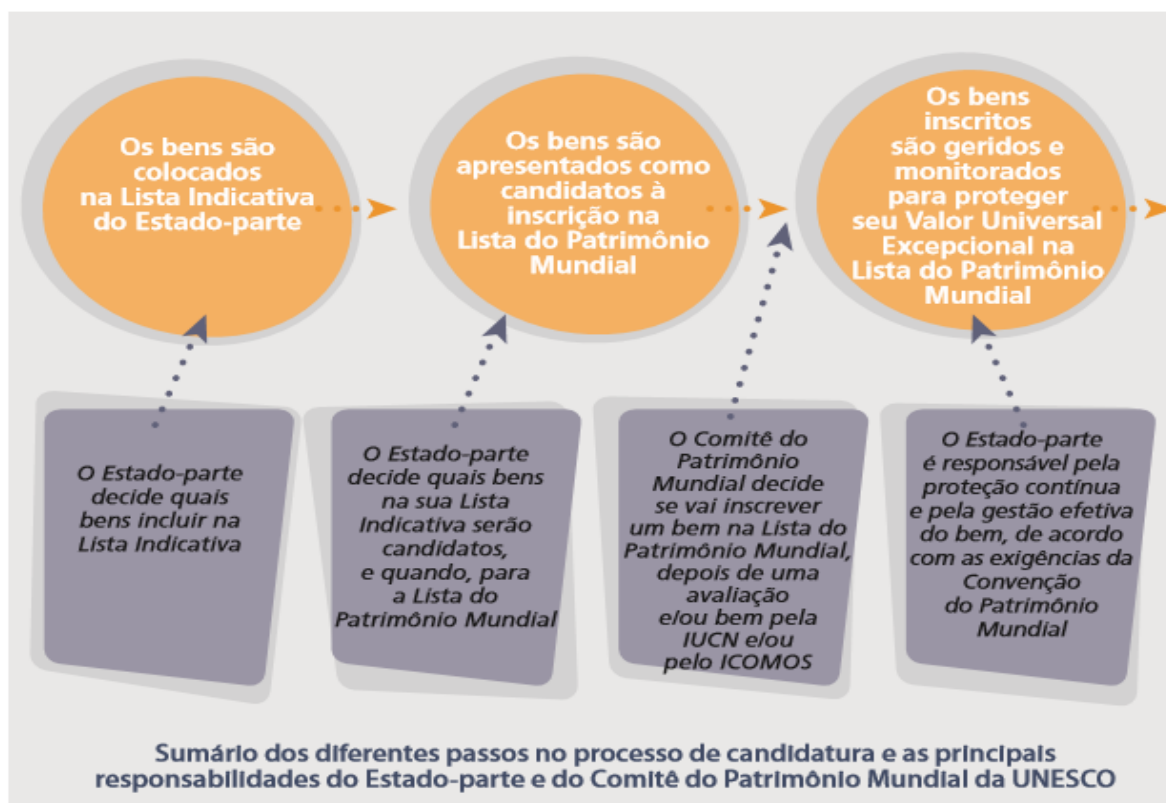 Os bens são
colocados
na Lista Indicativa
do Estado-parte
Os bens são
apresentados como
candidatos à
inscrição na
Lista do Patrimônio
Mundial
Os bens
inscritos
são geridos e
monitorados
para proteger
seu Valor Universal
Excepcional na
Lista do Patrimônio
Mundial
O Estado-parte
decide quais
bens incluir na
Lista Indicativa
O Estado-parte
decide quais bens
na sua Lista
Indicativa serão
candidatos,
e quando, para
a Lista do
Patrimônio Mundial
O Comitê do
Patrimônio
Mundial decide
se vai inscrever
um bem na Lista do
Patrimônio Mundial,
depois de uma
avaliação
e/ou bem pela
IUCN e/ou
pelo ICOMOS
O Estado-parte
é responsável pela
proteção contínua
e pela gestão efetiva
do bem, de acordo
com as exigências da
Convenção
do Patrimônio
Mundial
Sumário dos diferentes passos no processo de candidatura e as principais
responsabilidades do Estado-parte e do Comitê do Patrimônio Mundial da UNESCO